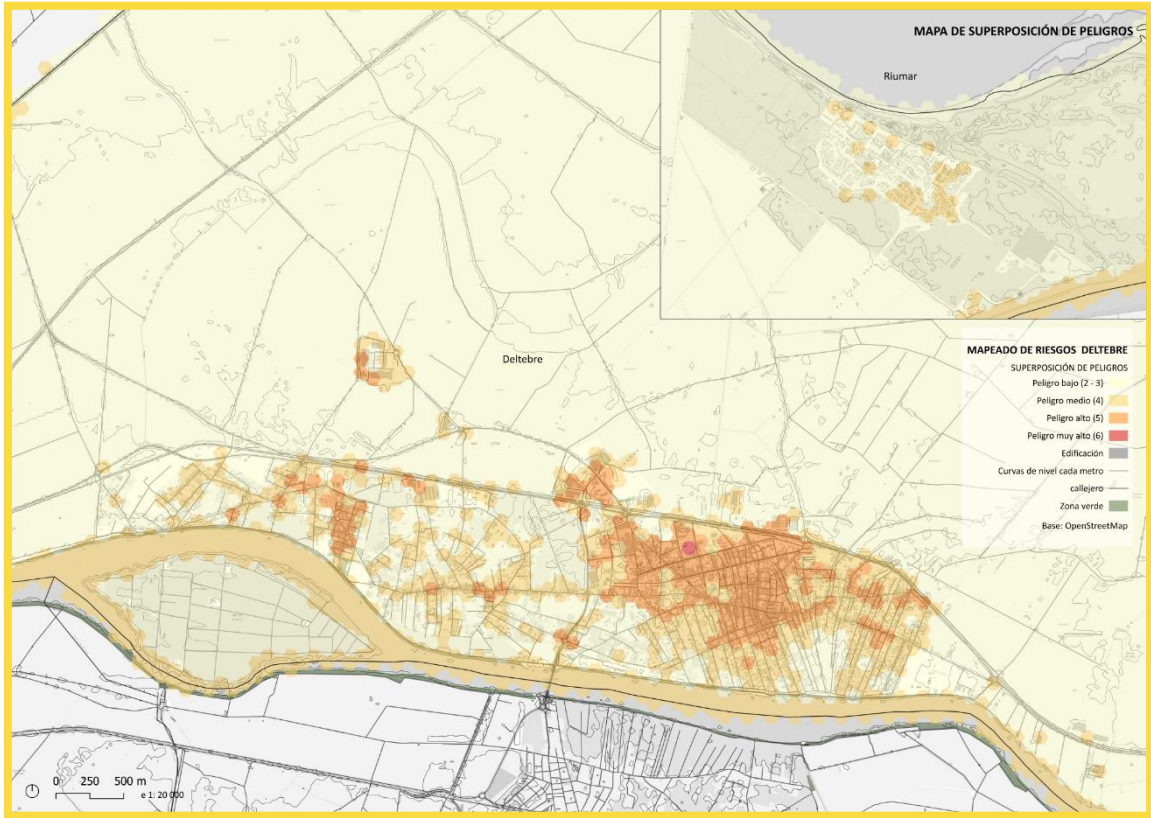 MAPA DE SUPERPOSICIÓN DE PELIGROS
Riumar
Deltebre
MAPEADO DE RIESGOS DELTEBRE
SUPERPOSICIÓN DE PELIGROS
Peligro bajo (2 - 3)
Peligro medio (4)
Peligro alto (5)
Peligro muy alto (6)
Edificación
Curvas de nivel cada metro
callejero
Zona verde
Base: OpenStreetMap
0 250 500 m
e 1: 20 000